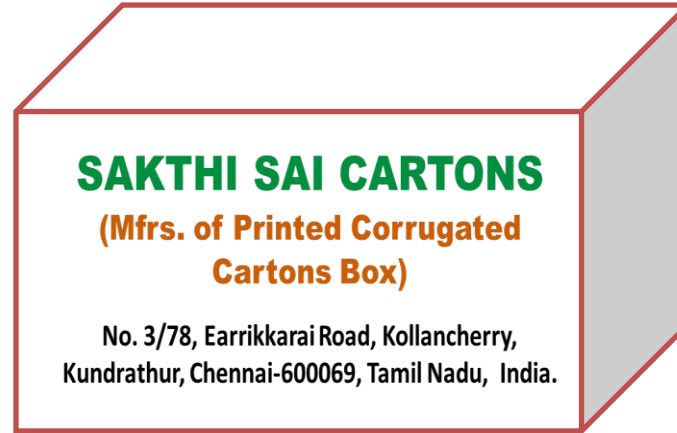 SAKTHI SAI CARTONS
(Mfrs. of Printed Corrugated
Cartons Box)
No. 3/78, Earrikkarai Road, Kollancherry,
Kundrathur, Chennai-600069, Tamil Nadu, India.